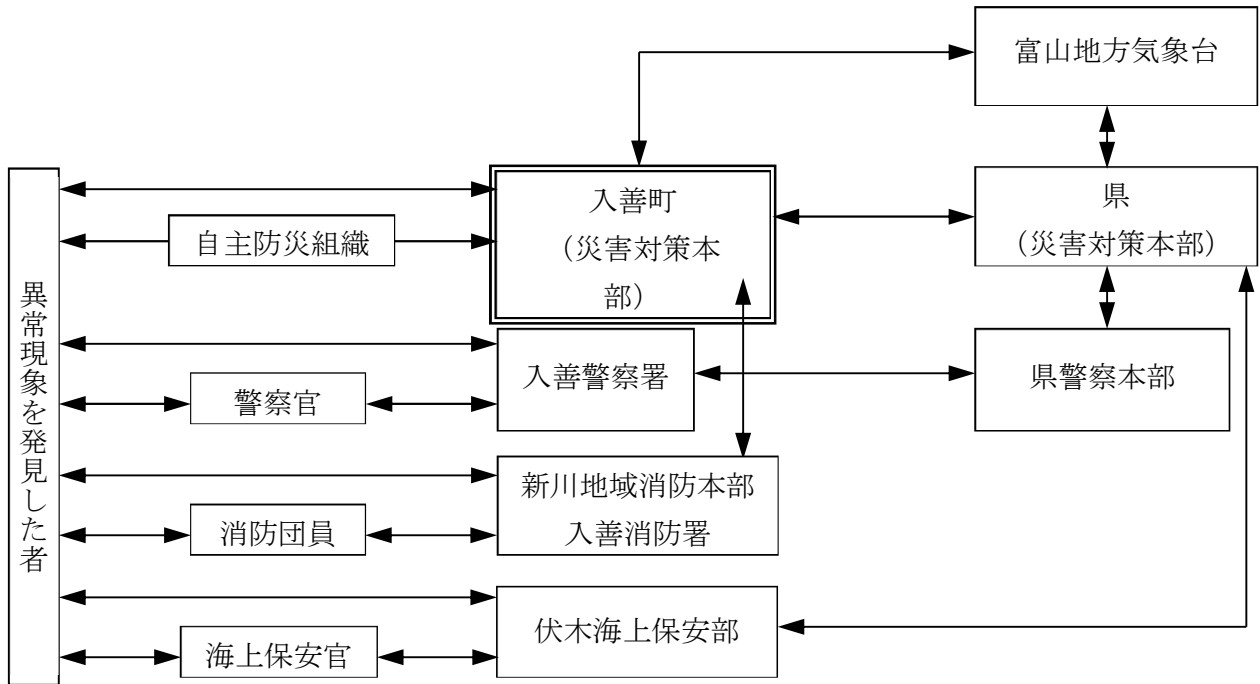 富山地方気象台
入善町
（災害対策本
部）
県
（災害対策本部）
自主防災組織
異常現象を発見した者
入善警察署
県警察本部
警察官
新川地域消防本部
入善消防署
消防団員
伏木海上保安部
海上保安官